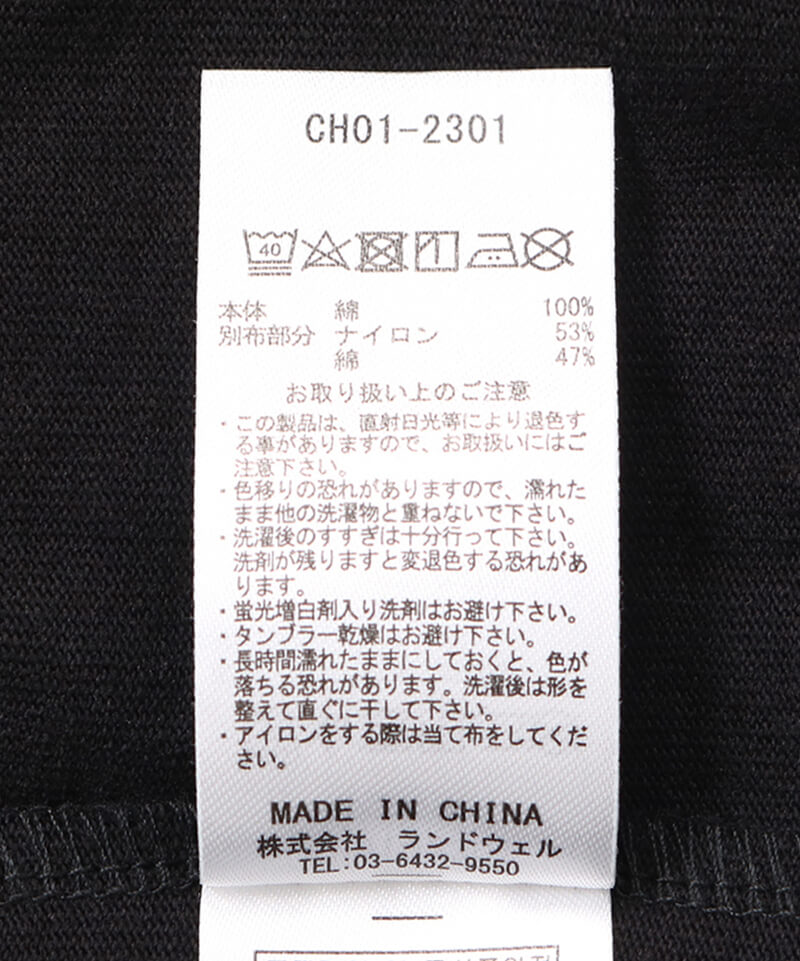 CH01-2301
40
本体 綿 100%
別布部分 ナイロン 53%
綿 47%
お取り扱い上のご注意
・この製品は、直射日光等により退色す
る事がありますので、お取扱いにはご
注意下さい。
・色移りの恐れがありますので、濡れた
まま他の洗濯物と重ねないで下さい。
・洗濯後のすすぎは十分行って下さい。
洗剤が残りますと変退色する恐れがあ
ります。
・蛍光増白剤入り洗剤はお避け下さい。
・タンブラー乾燥はお避け下さい。
・長時間濡れたままにしておくと、色が
落ちる恐れがあります。洗濯後は形を
整えて直ぐに干して下さい。
・アイロンをする際は当て布をしてくだ
さい。
MADE IN CHINA
株式会社 ランドウェル
TEL:03-6432-9550